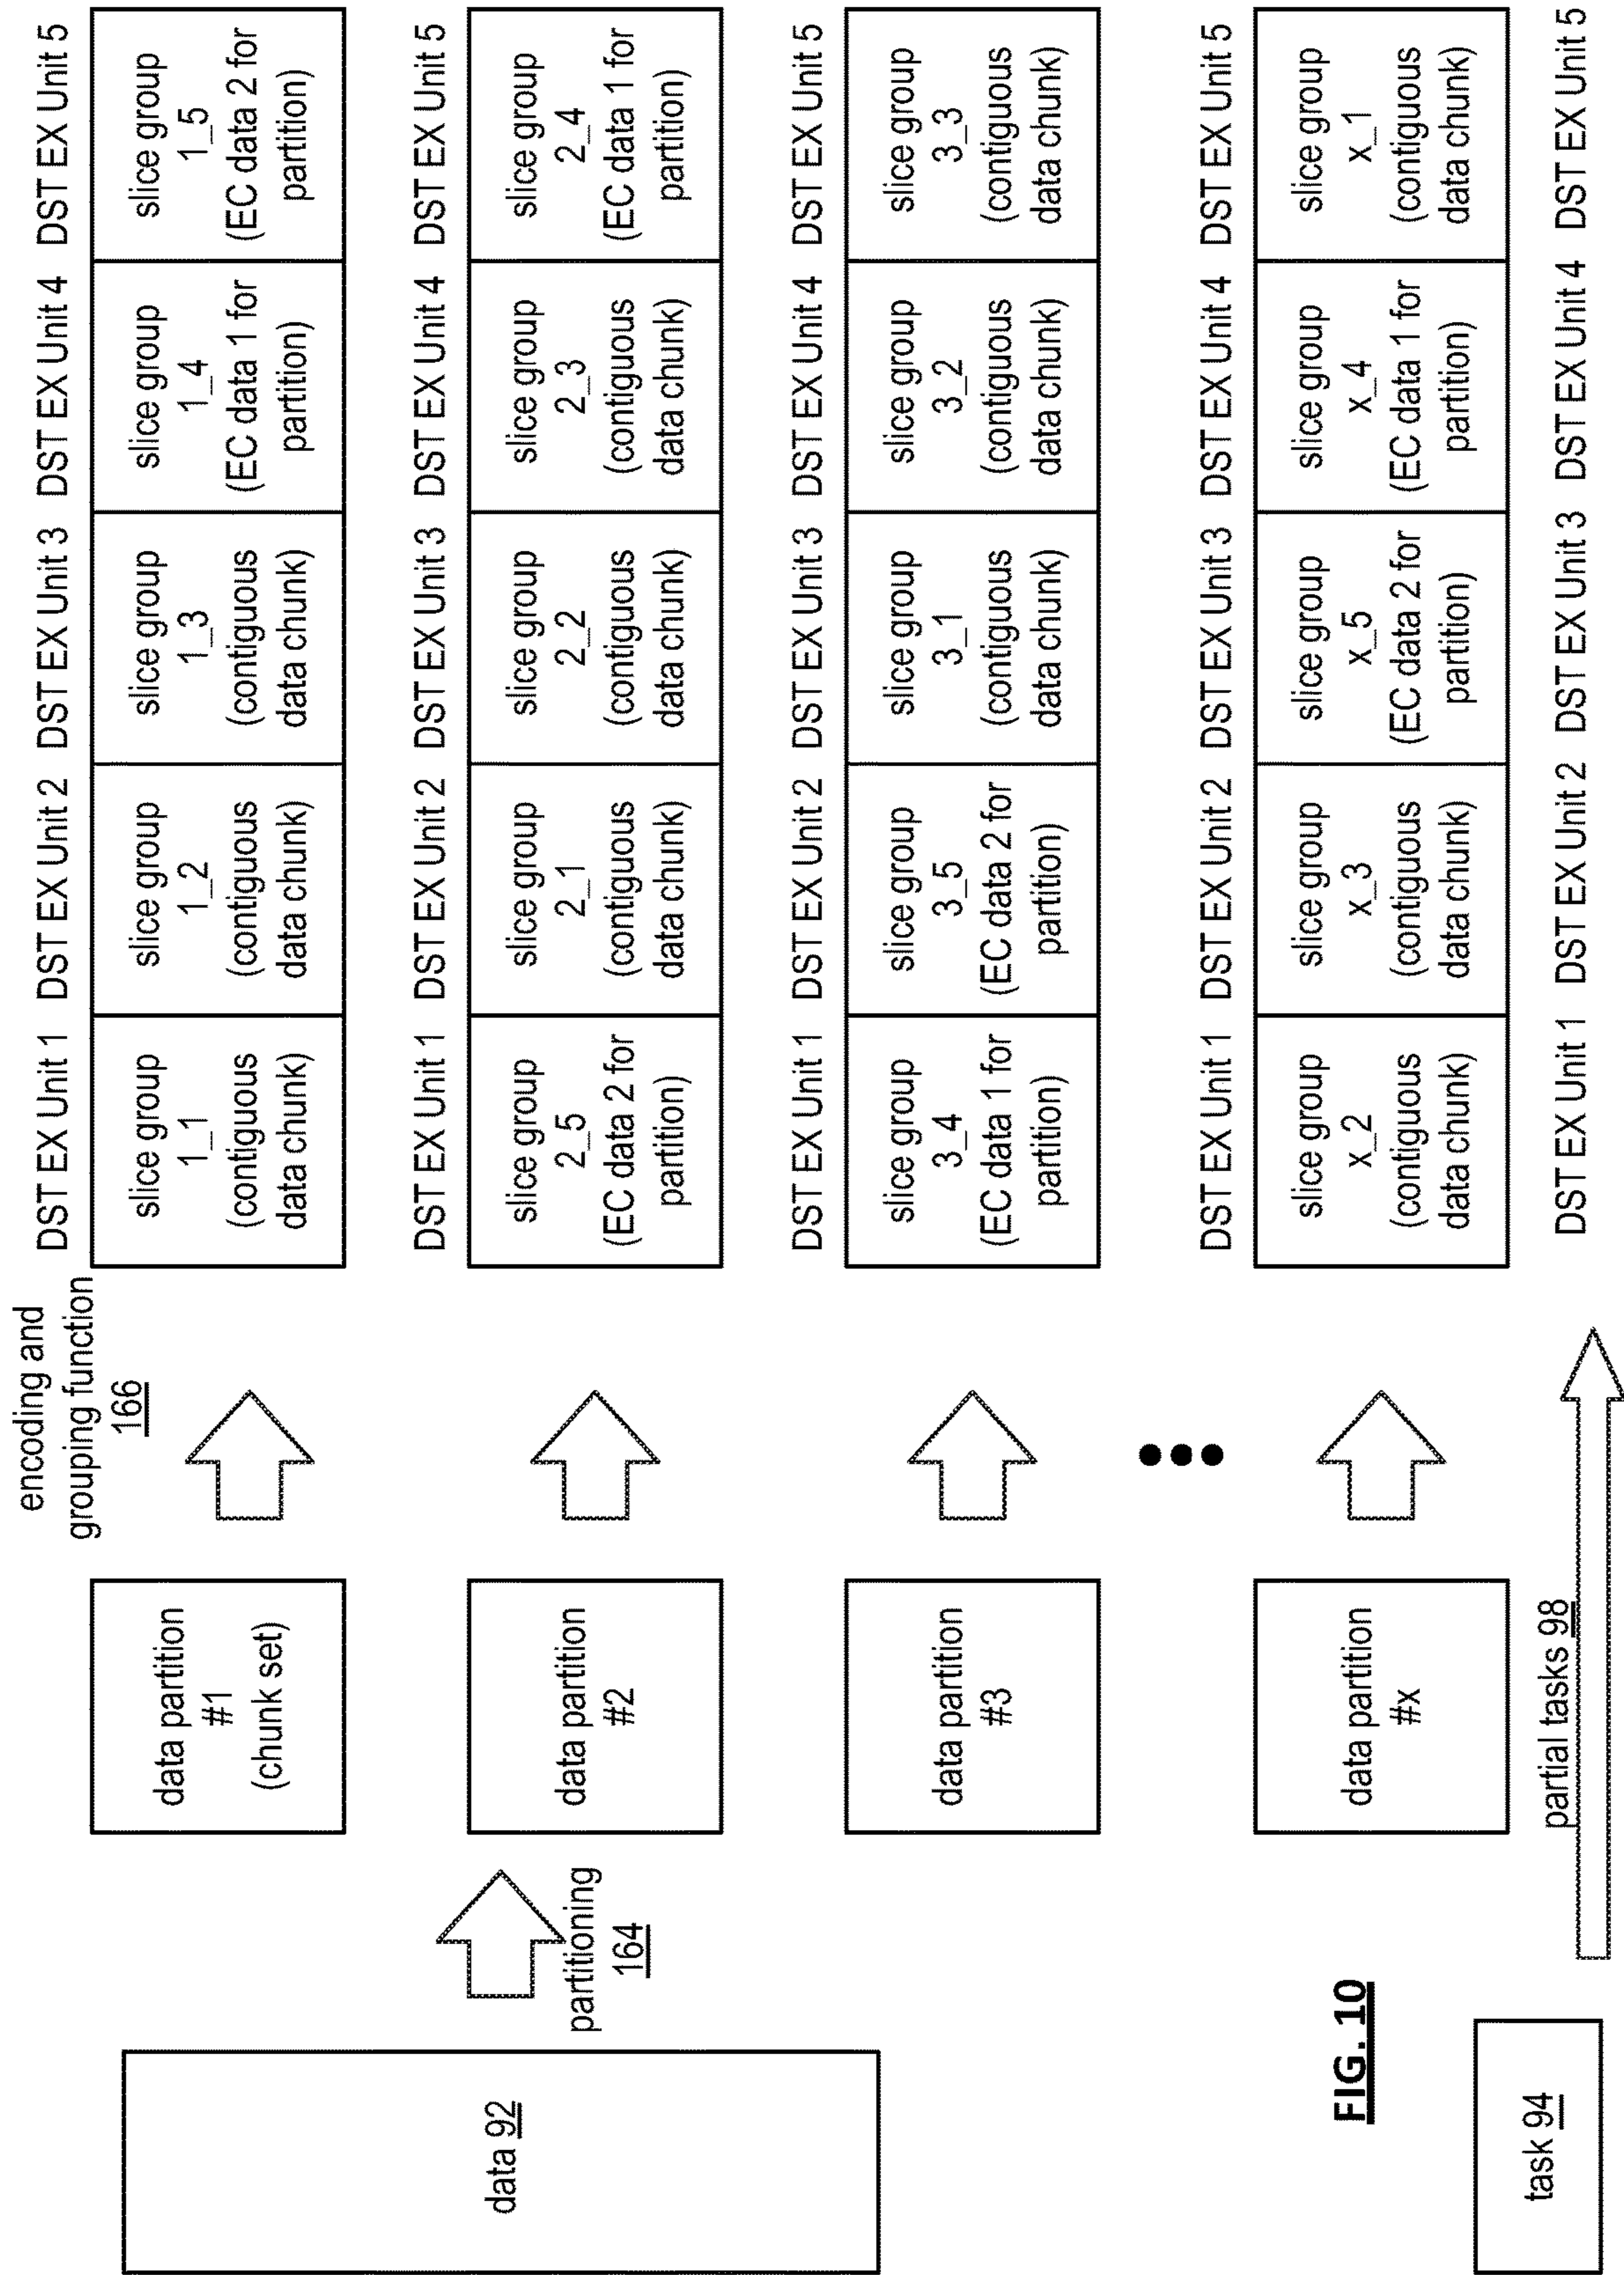 encoding and
grouping function
166
DST EX Unit 1 DST EX Unit 2 DST EX Unit 3 DST EX Unit 4 DST EX Unit 5
data 92
partitioning
164
data partition
#1
(chunk set)
slice group
1_1
(contiguous
data chunk)
slice group
1_2
(contiguous
data chunk)
slice group
1_3
(contiguous
data chunk)
slice group
1_4
(EC data 1 for
partition)
slice group
1_5
(EC data 2 for
partition)
DST EX Unit 1 DST EX Unit 2 DST EX Unit 3 DST EX Unit 4 DST EX Unit 5
data partition
#2
slice group
2_5
(EC data 2 for
partition)
slice group
2_1
(contiguous
data chunk)
slice group
2_2
(contiguous
data chunk)
slice group
2_3
(contiguous
data chunk)
slice group
2_4
(EC data 1 for
partition)
DST EX Unit 1 DST EX Unit 2 DST EX Unit 3 DST EX Unit 4 DST EX Unit 5
data partition
#3
slice group
3_4
(EC data 1 for
partition)
slice group
3_5
(EC data 2 for
partition)
slice group
3_1
(contiguous
data chunk)
slice group
3_2
(contiguous
data chunk)
slice group
3_3
(contiguous
data chunk)
DST EX Unit 1 DST EX Unit 2 DST EX Unit 3 DST EX Unit 4 DST EX Unit 5
data partition
#x
slice group
x_2
(contiguous
data chunk)
slice group
x_3
(contiguous
data chunk)
slice group
x_5
(EC data 2 for
partition)
slice group
x_4
(EC data 1 for
partition)
slice group
x_1
(contiguous
data chunk)
FIG. 10
task 94
partial tasks 98
DST EX Unit 1 DST EX Unit 2 DST EX Unit 3 DST EX Unit 4 DST EX Unit 5